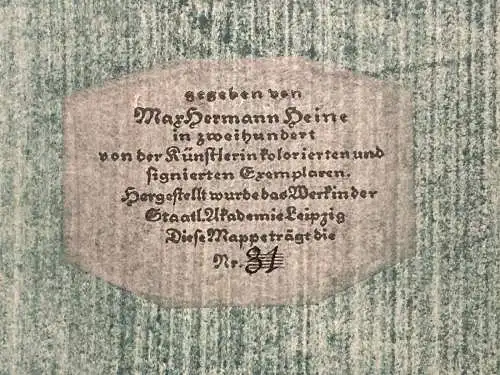 gegeben von
Max Hermann Heine
in zweihundert
von der Künstlerin kolorierten und
signierten Exemplaren.
Hergestellt wurde das Werk in der
Staatl. Akademie Leipzig
Diese Mappe trägt die
Nr. 31